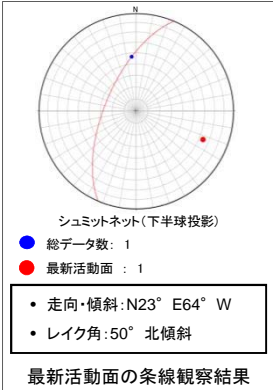 N
シュミットネット(下半球投影)
総データ数: 1
最新活動面 : 1
• 走向・傾斜:N23° E64° W
• レイク角:50° 北傾斜
最新活動面の条線観察結果